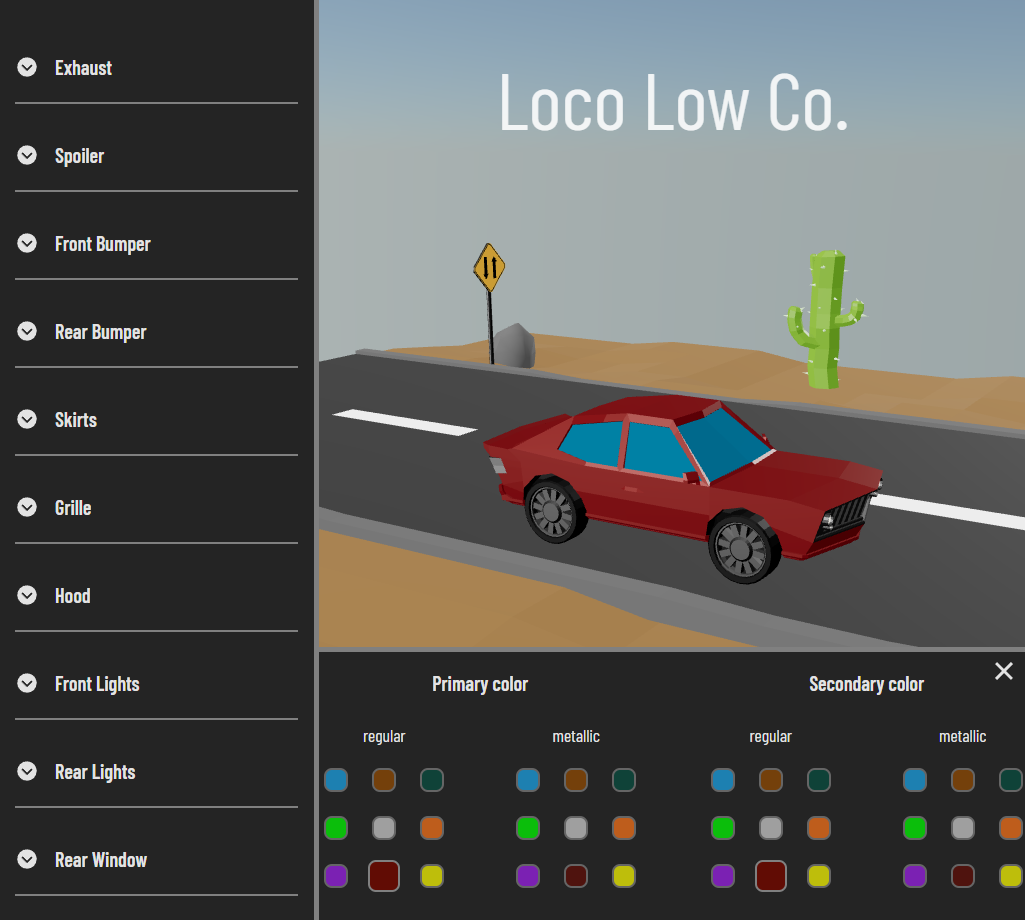 Exhaust
Spoiler
Front Bumper
Rear Bumper
Skirts
Grille
Hood
Front Lights
Rear Lights
Rear Window
Loco Low Co.
Primary color
Secondary color
regular
metallic
regular
metallic